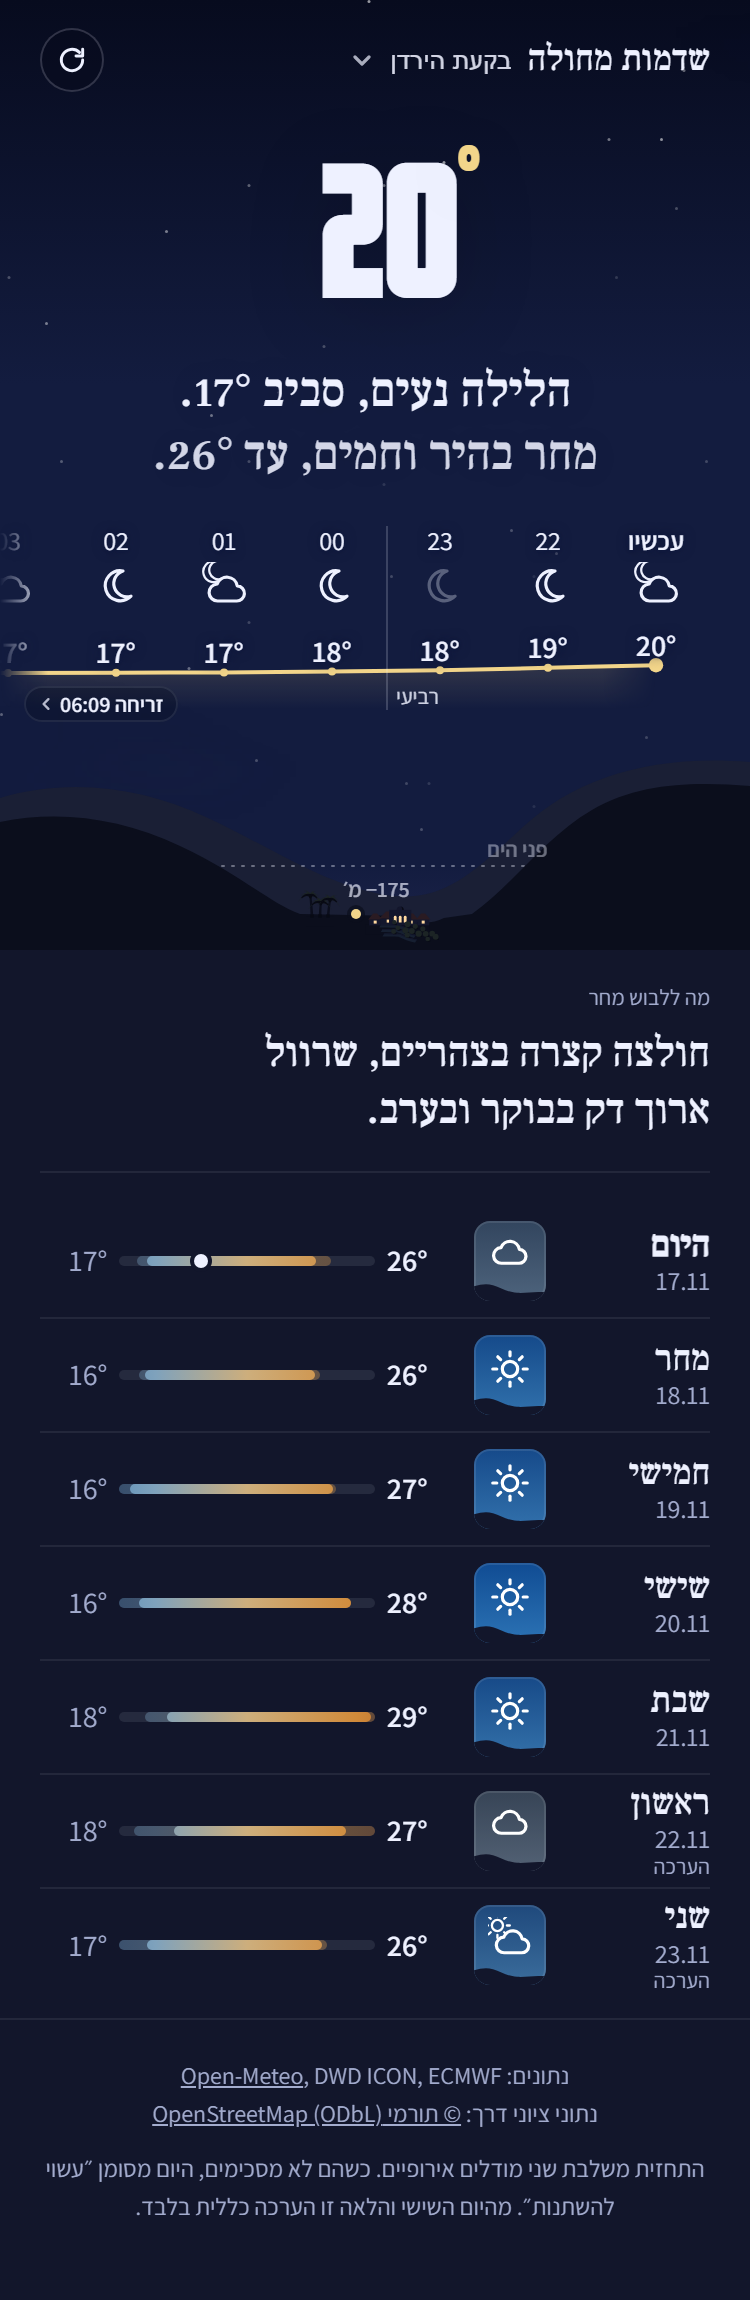 שדמות מחולה בקעת הירדן
20°
הלילה נעים, סביב 17°.
מחר בהיר וחמים, עד 26°.
עכשיו 22 23 00 01 02 03
20° 19° 18° 18° 17° 17° 7°
רביעי
זריחה 06:09
פני הים
−175 מ׳
מה ללבוש מחר
חולצה קצרה בצהריים, שרוול
ארוך דק בבוקר ובערב.
היום
17.11
26° 17°
מחר
18.11
26° 16°
חמישי
19.11
27° 16°
שישי
20.11
28° 16°
שבת
21.11
29° 18°
ראשון
22.11
הערכה
27° 18°
שני
23.11
הערכה
26° 17°
נתונים: Open-Meteo, DWD ICON, ECMWF
נתוני ציוני דרך: © תורמי OpenStreetMap (ODbL)
התחזית משלבת שני מודלים אירופיים. כשהם לא מסכימים, היום מסומן ״עשוי
להשתנות״. מהיום השישי והלאה זו הערכה כללית בלבד.